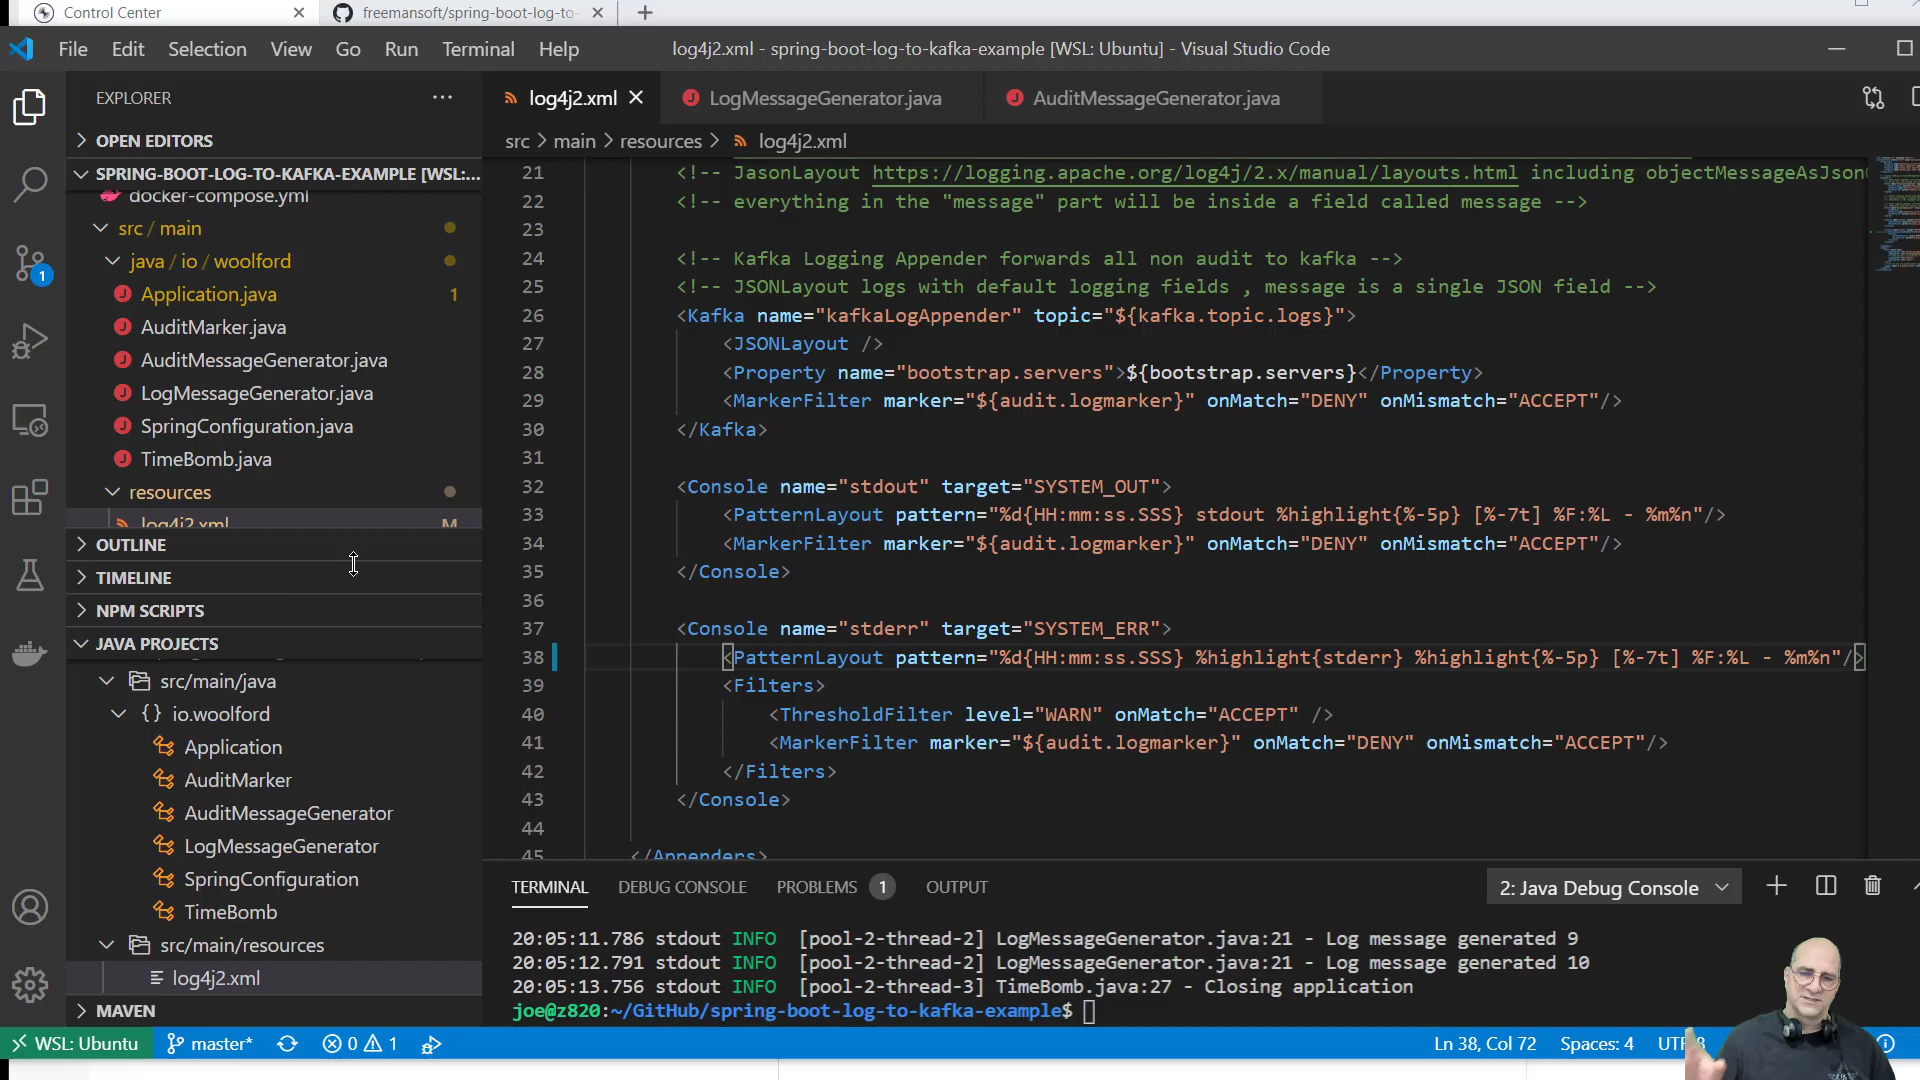 Control Center
freemansoft/spring-boot-log-to-
File Edit Selection View Go Run Terminal Help
log4j2.xml - spring-boot-log-to-kafka-example [WSL: Ubuntu] - Visual Studio Code
EXPLORER
OPEN EDITORS
SPRING-BOOT-LOG-TO-KAFKA-EXAMPLE [WSL:...
docker-compose.yml
src / main
java / io / woolford
Application.java 1
AuditMarker.java
AuditMessageGenerator.java
LogMessageGenerator.java
SpringConfiguration.java
TimeBomb.java
resources
log4j2.xml M
OUTLINE
TIMELINE
NPM SCRIPTS
JAVA PROJECTS
src/main/java
{} io.woolford
Application
AuditMarker
AuditMessageGenerator
LogMessageGenerator
SpringConfiguration
TimeBomb
src/main/resources
log4j2.xml
MAVEN
1
log4j2.xml LogMessageGenerator.java AuditMessageGenerator.java
src > main > resources > log4j2.xml
21 <!-- JasonLayout https://logging.apache.org/log4j/2.x/manual/layouts.html including objectMessageAsJson
22 <!-- everything in the "message" part will be inside a field called message -->
23
24 <!-- Kafka Logging Appender forwards all non audit to kafka -->
25 <!-- JSONLayout logs with default logging fields , message is a single JSON field -->
26 <Kafka name="kafkaLogAppender" topic="${kafka.topic.logs}">
27 <JSONLayout />
28 <Property name="bootstrap.servers">${bootstrap.servers}</Property>
29 <MarkerFilter marker="${audit.logmarker}" onMatch="DENY" onMismatch="ACCEPT"/>
30 </Kafka>
31
32 <Console name="stdout" target="SYSTEM_OUT">
33 <PatternLayout pattern="%d{HH:mm:ss.SSS} stdout %highlight{%-5p} [%-7t] %F:%L - %m%n"/>
34 <MarkerFilter marker="${audit.logmarker}" onMatch="DENY" onMismatch="ACCEPT"/>
35 </Console>
36
37 <Console name="stderr" target="SYSTEM_ERR">
38 <PatternLayout pattern="%d{HH:mm:ss.SSS} %highlight{stderr} %highlight{%-5p} [%-7t] %F:%L - %m%n"/>
39 <Filters>
40 <ThresholdFilter level="WARN" onMatch="ACCEPT" />
41 <MarkerFilter marker="${audit.logmarker}" onMatch="DENY" onMismatch="ACCEPT"/>
42 </Filters>
43 </Console>
44
45 </Appenders>
TERMINAL DEBUG CONSOLE PROBLEMS 1 OUTPUT
2: Java Debug Console
20:05:11.786 stdout INFO [pool-2-thread-2] LogMessageGenerator.java:21 - Log message generated 9
20:05:12.791 stdout INFO [pool-2-thread-2] LogMessageGenerator.java:21 - Log message generated 10
20:05:13.756 stdout INFO [pool-2-thread-3] TimeBomb.java:27 - Closing application
joe@z820:~/GitHub/spring-boot-log-to-kafka-example$
WSL: Ubuntu master* 0 1
Ln 38, Col 72 Spaces: 4